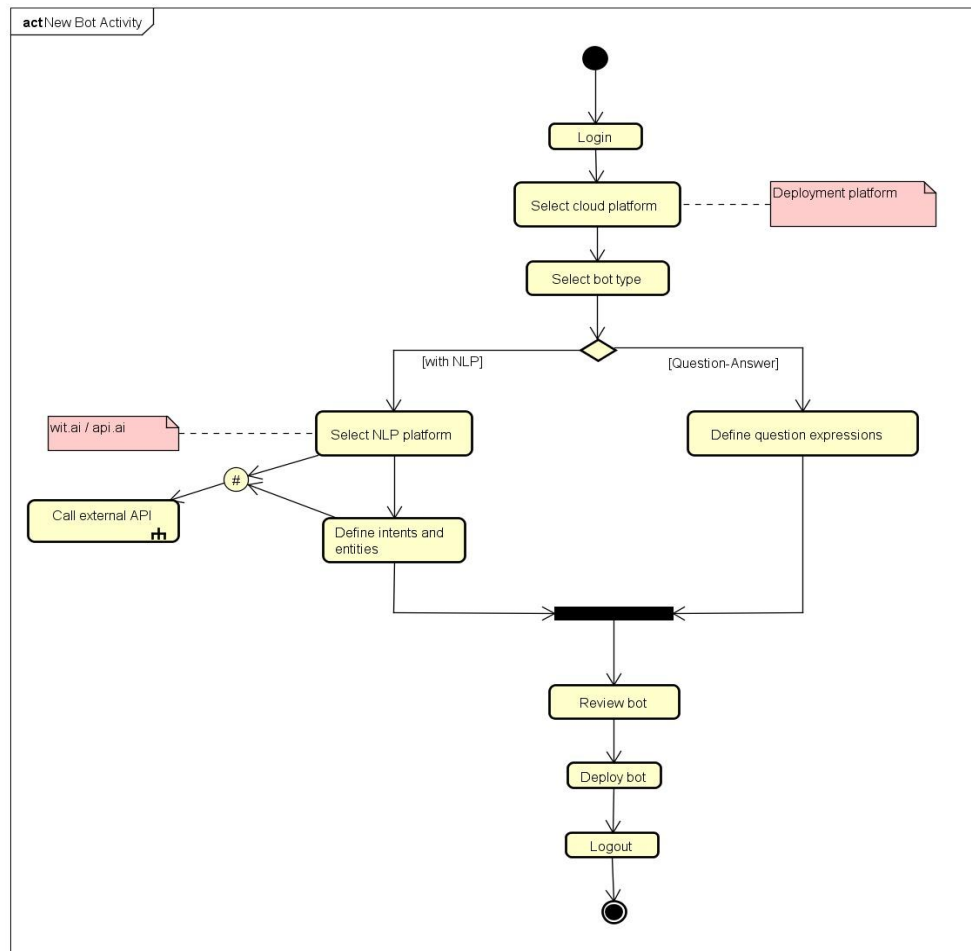 act New Bot Activity
Login
Select cloud platform
Deployment platform
Select bot type
[with NLP]
[Question-Answer]
wit.ai / api.ai
Select NLP platform
Define question expressions
#
Call external API
Define intents and
entities
Review bot
Deploy bot
Logout